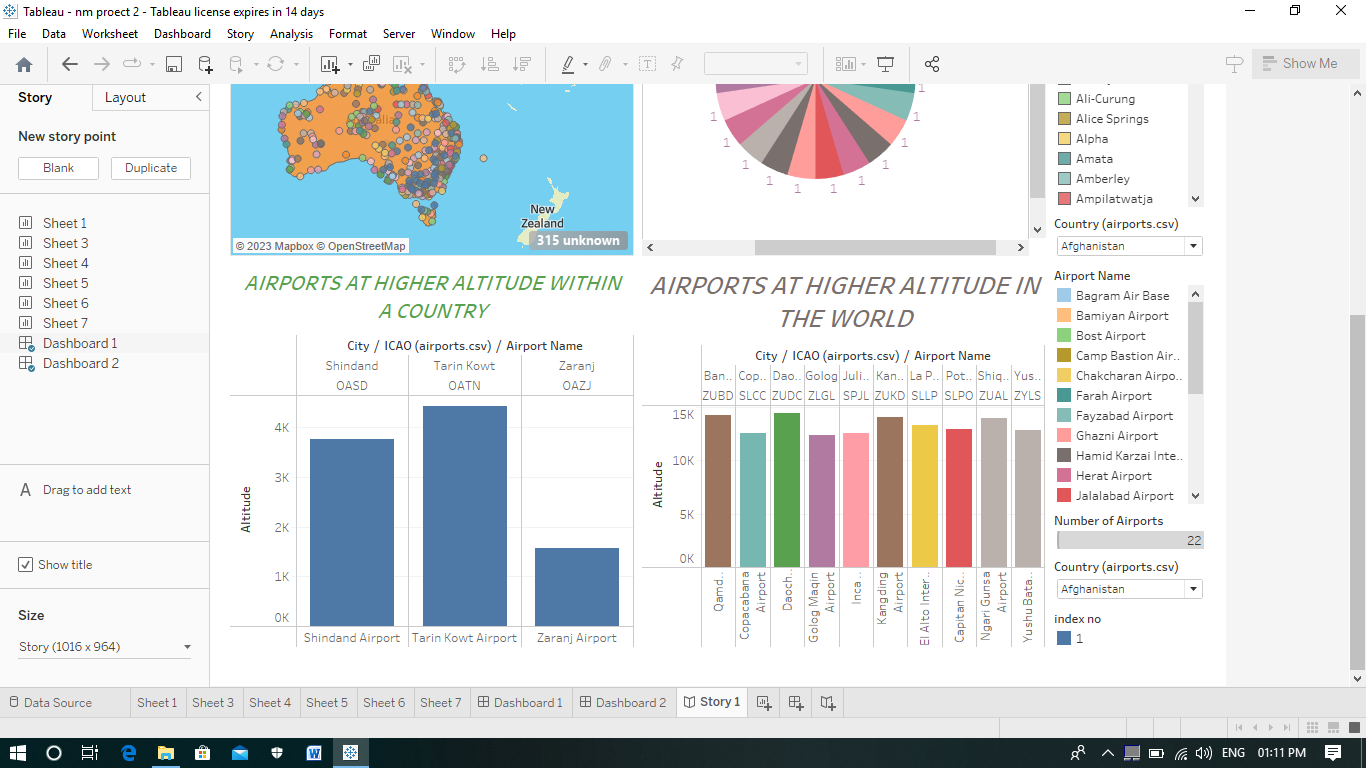 Tableau - nm proect 2 - Tableau license expires in 14 days
File Data Worksheet Dashboard Story Analysis Format Server Window Help
Show Me
Story Layout
New story point
Blank Duplicate
Sheet 1
Sheet 3
Sheet 4
Sheet 5
Sheet 6
Sheet 7
Dashboard 1
Dashboard 2
A Drag to add text
Show title
Size
Story (1016 x 964)
New
Zealand
315 unknown
© 2023 Mapbox © OpenStreetMap
1 1
1 1
1 1
1 1
1 1
1
Ali-Curung
Alice Springs
Alpha
Amata
Amberley
Ampilatwatja
Country (airports.csv)
Afghanistan
Airport Name
Bagram Air Base
Bamiyan Airport
Bost Airport
Camp Bastion Air..
Chakcharan Airpo..
Farah Airport
Fayzabad Airport
Ghazni Airport
Hamid Karzai Inte..
Herat Airport
Jalalabad Airport
Number of Airports
22
Country (airports.csv)
Afghanistan
index no
1
AIRPORTS AT HIGHER ALTITUDE WITHIN
A COUNTRY
City / ICAO (airports.csv) / Airport Name
Shindand Tarin Kowt Zaranj
OASD OATN OAZJ
Altitude
4K
3K
2K
1K
0K
Shindand Airport Tarin Kowt Airport Zaranj Airport
AIRPORTS AT HIGHER ALTITUDE IN
THE WORLD
City / ICAO (airports.csv) / Airport Name
Ban.. Cop.. Dao.. Golog Juli.. Kan.. La P.. Pot.. Shiq.. Yus..
ZUBD SLCC ZUDC ZLGL SPJL ZUKD SLLP SLPO ZUAL ZYLS
Altitude
15K
10K
5K
0K
Qamd..
Copacabana
Airport
Daoch..
Golog Maqin
Airport
Inca..
Kangding
Airport
El Alto Inter..
Capitan Nic..
Ngari Gunsa
Airport
Yushu Bata..
Data Source Sheet 1 Sheet 3 Sheet 4 Sheet 5 Sheet 6 Sheet 7 Dashboard 1 Dashboard 2 Story 1
ENG 01:11 PM